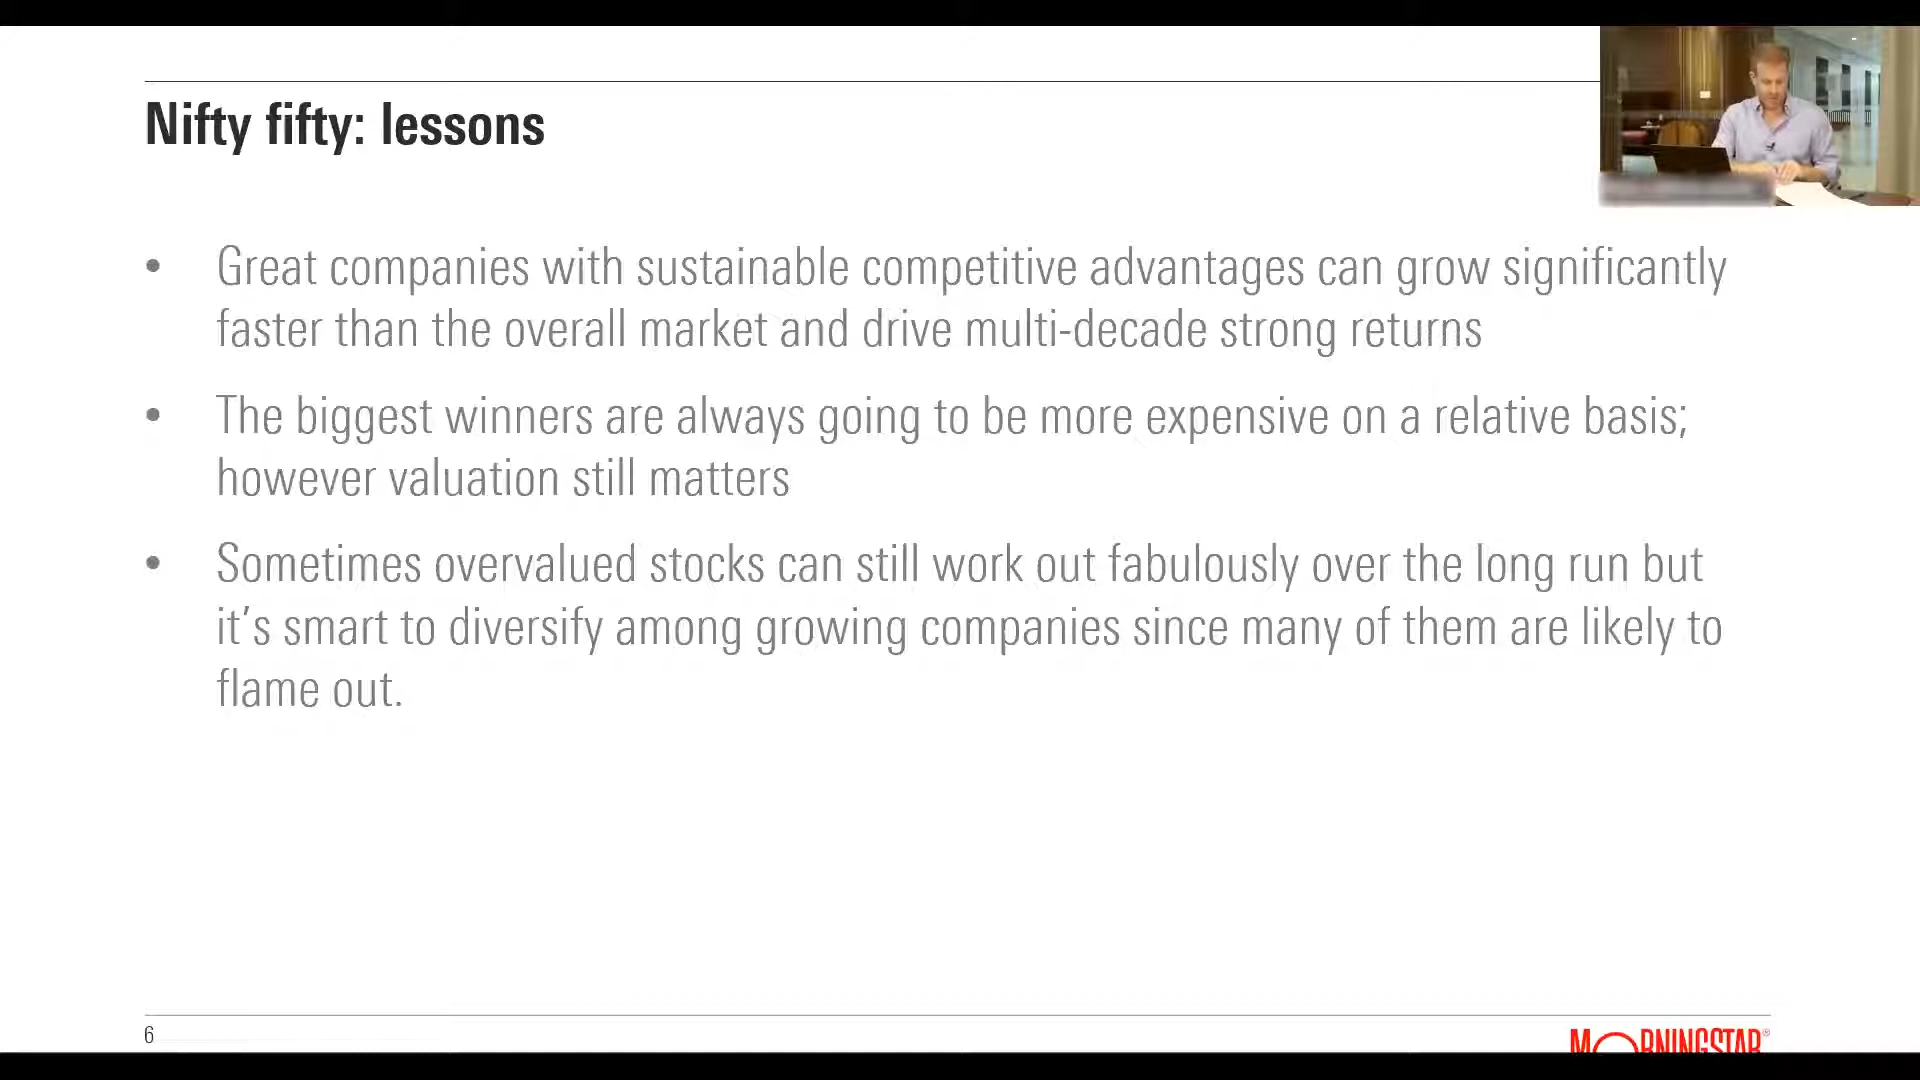 Nifty fifty: lessons
• Great companies with sustainable competitive advantages can grow significantly
faster than the overall market and drive multi-decade strong returns
• The biggest winners are always going to be more expensive on a relative basis;
however valuation still matters
• Sometimes overvalued stocks can still work out fabulously over the long run but
it's smart to diversify among growing companies since many of them are likely to
flame out.
6
MORNINGSTAR®